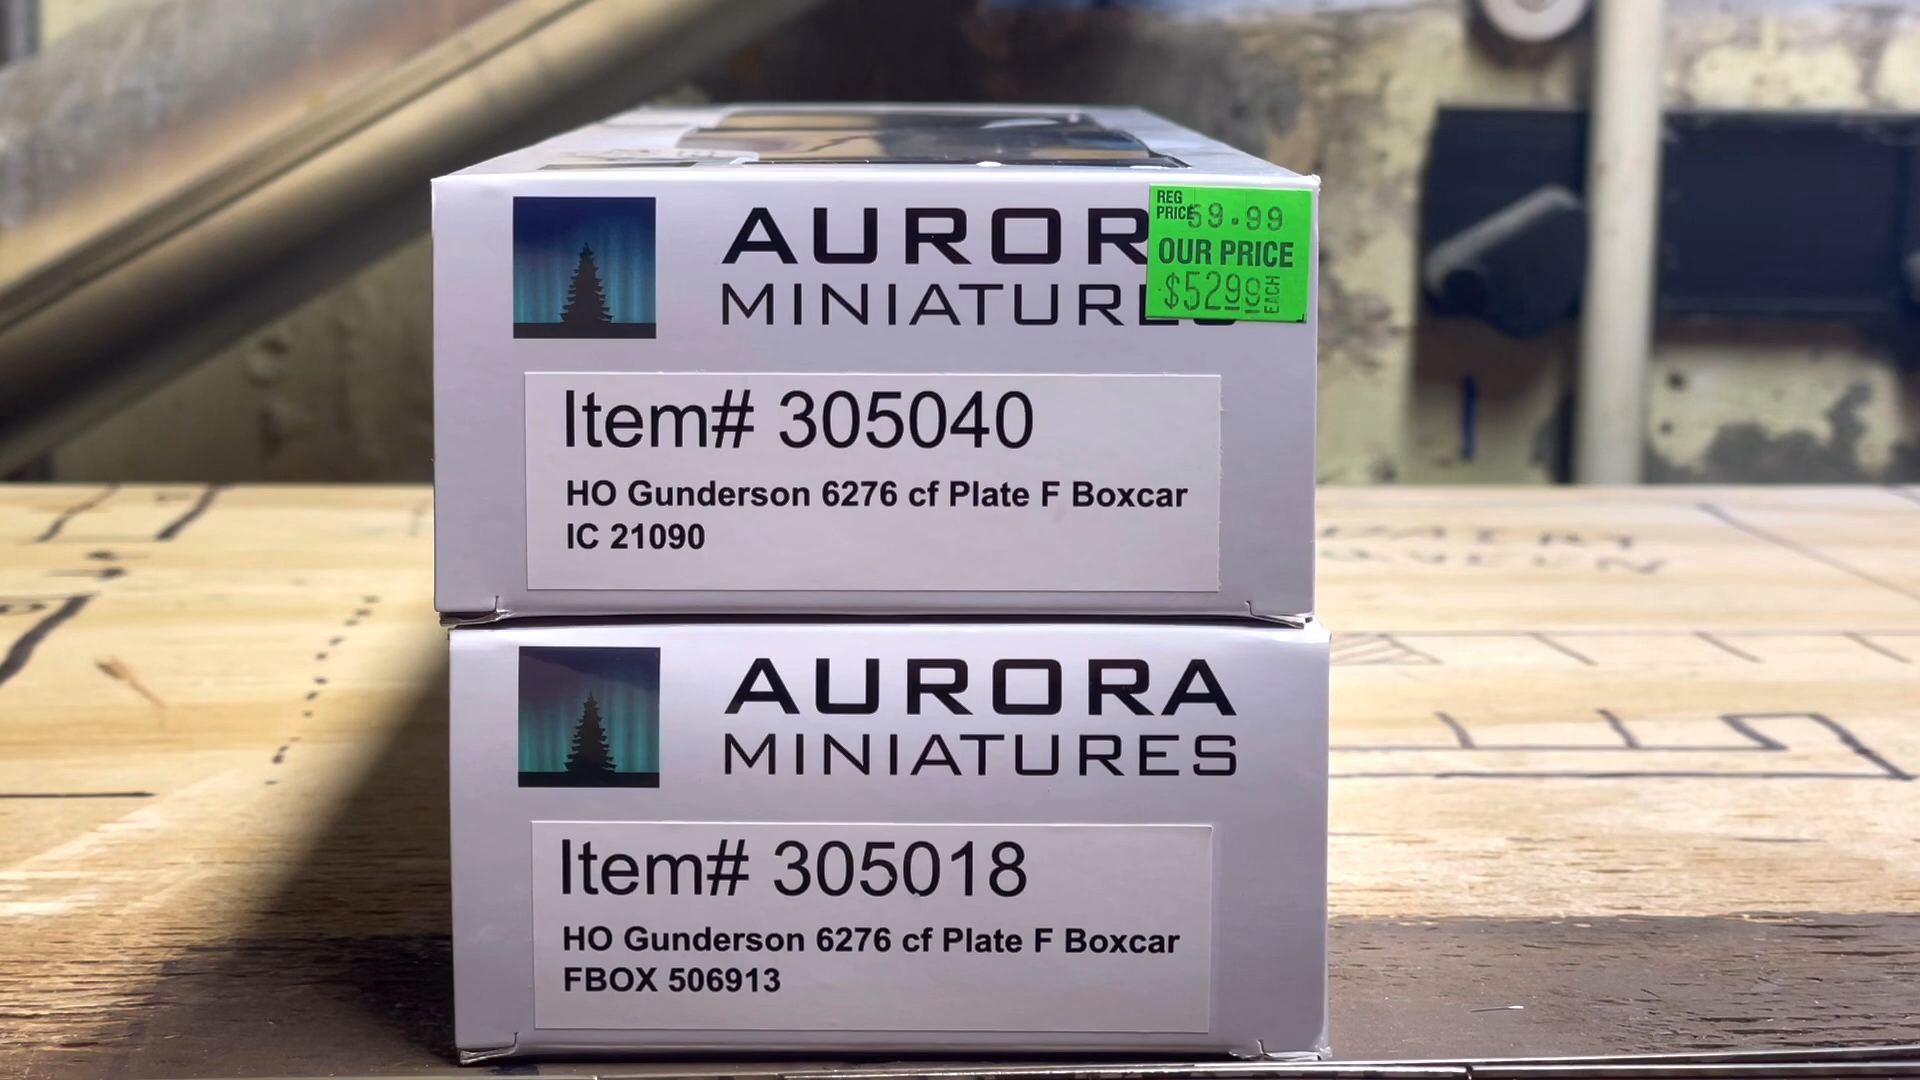 AUROR
MINIATURES
REG
PRICE 59.99
OUR PRICE
$52.99 EACH
Item# 305040
HO Gunderson 6276 cf Plate F Boxcar
IC 21090
AURORA
MINIATURES
Item# 305018
HO Gunderson 6276 cf Plate F Boxcar
FBOX 506913